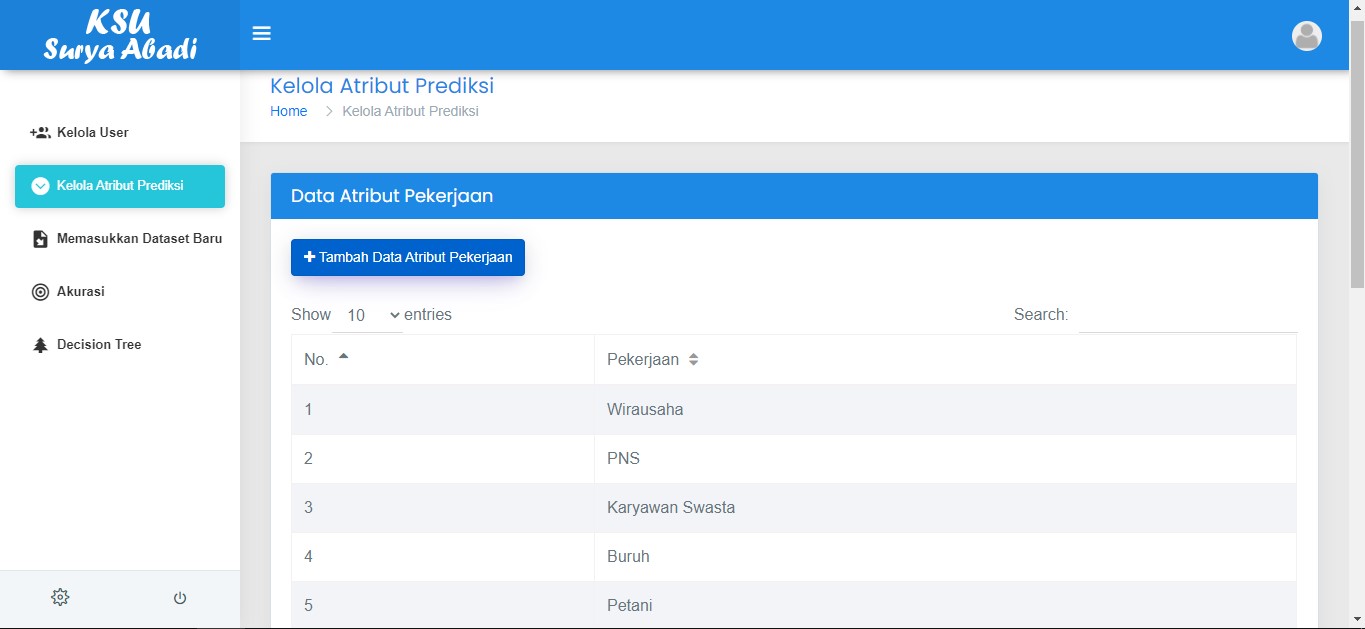 KSU
Surya Abadi
Kelola Atribut Prediksi
Home > Kelola Atribut Prediksi
Kelola User
Kelola Atribut Prediksi
Memasukkan Dataset Baru
Akurasi
Decision Tree
Data Atribut Pekerjaan
+ Tambah Data Atribut Pekerjaan
Show 10 entries Search:
No. Pekerjaan
1 Wirausaha
2 PNS
3 Karyawan Swasta
4 Buruh
5 Petani